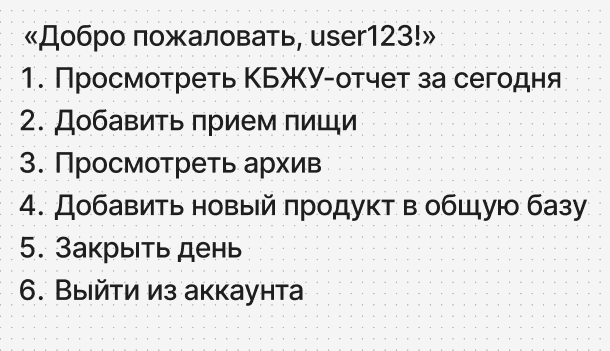 «Добро пожаловать, user123!»
1. Просмотреть КБЖУ-отчет за сегодня
2. Добавить прием пищи
3. Просмотреть архив
4. Добавить новый продукт в общую базу
5. Закрыть день
6. Выйти из аккаунта